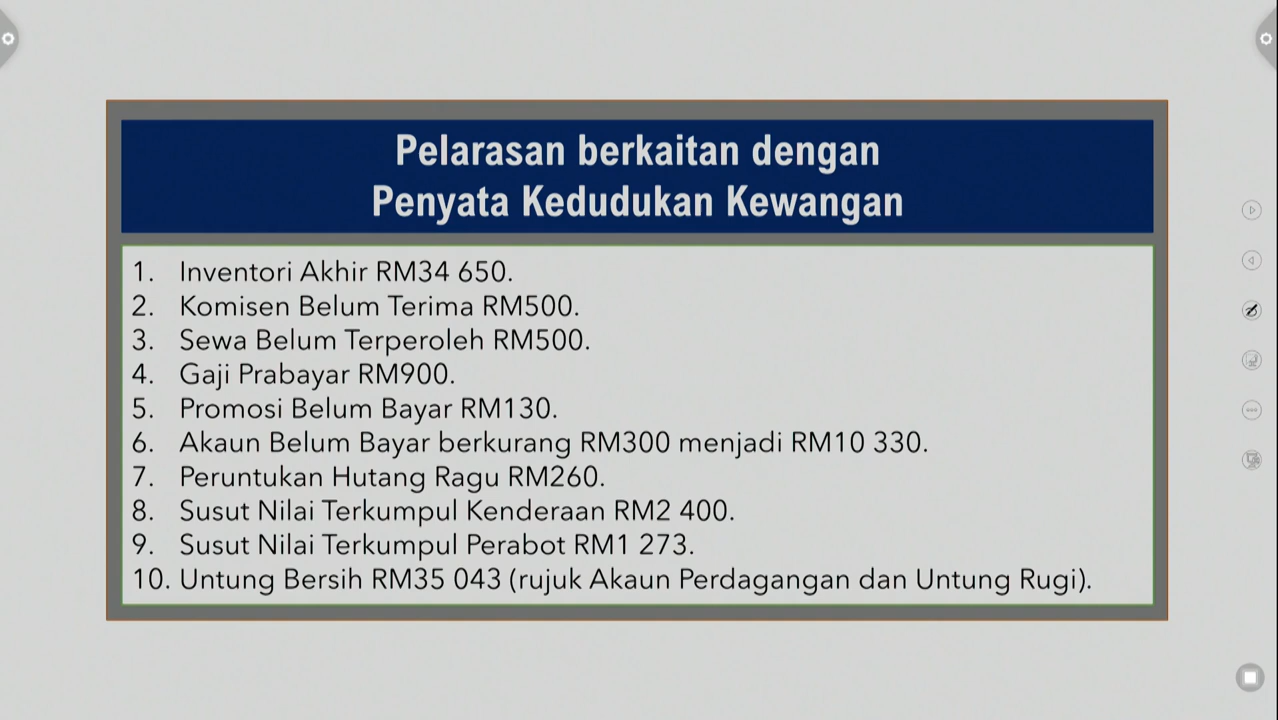 Pelarasan berkaitan dengan
Penyata Kedudukan Kewangan
1. Inventori Akhir RM34 650.
2. Komisen Belum Terima RM500.
3. Sewa Belum Terperoleh RM500.
4. Gaji Prabayar RM900.
5. Promosi Belum Bayar RM130.
6. Akaun Belum Bayar berkurang RM300 menjadi RM10 330.
7. Peruntukan Hutang Ragu RM260.
8. Susut Nilai Terkumpul Kenderaan RM2 400.
9. Susut Nilai Terkumpul Perabot RM1 273.
10. Untung Bersih RM35 043 (rujuk Akaun Perdagangan dan Untung Rugi).